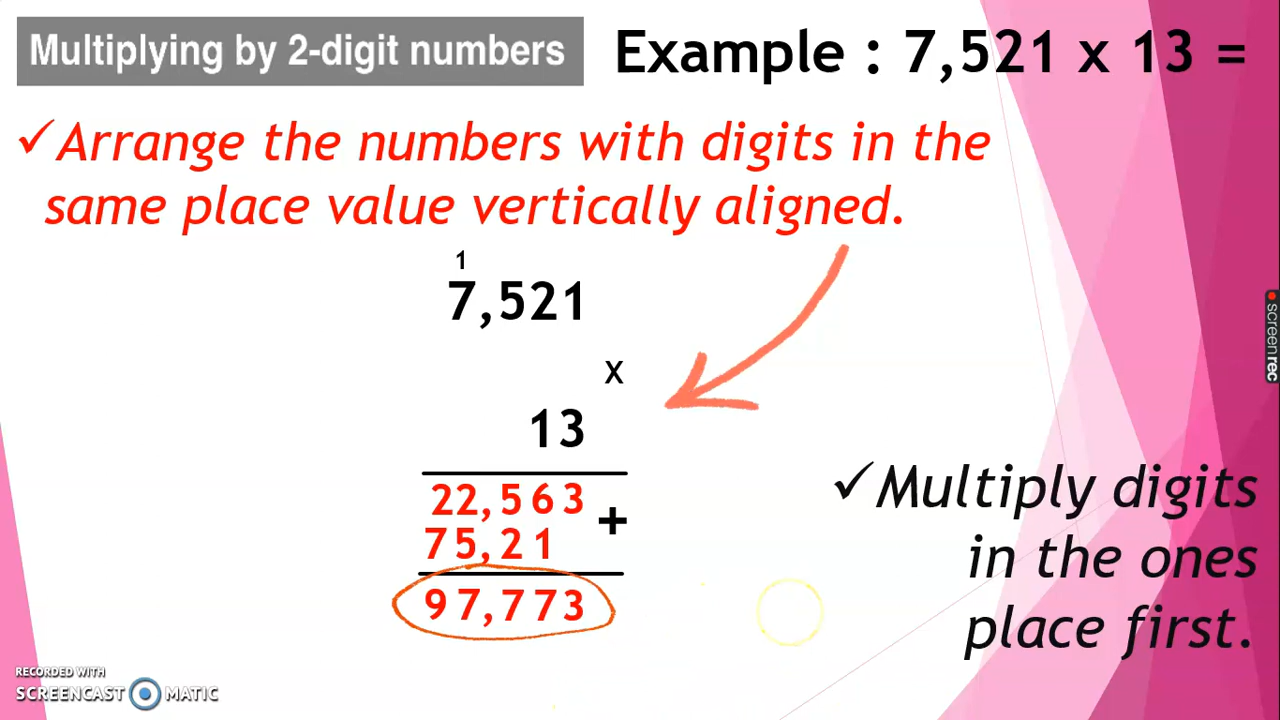 Multiplying by 2-digit numbers
Example : 7,521 x 13 =
✓Arrange the numbers with digits in the
same place value vertically aligned.
1
7,521
x
13
22,563
+
75,21
97,773
✓Multiply digits
in the ones
place first.
screenrec
RECORDED WITH
SCREENCAST MATIC